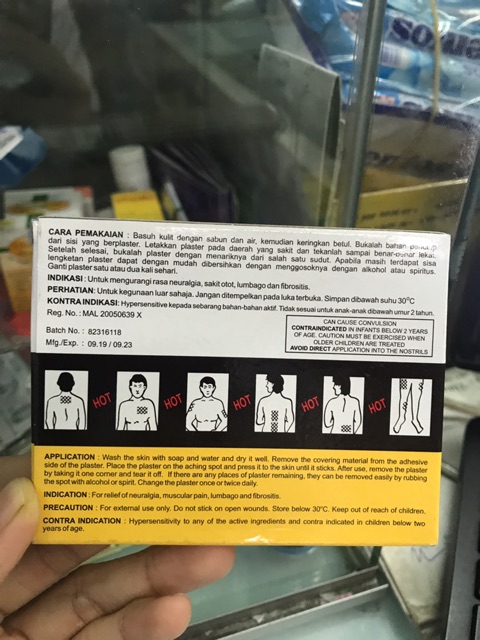 CARA PEMAKAIAN : Basuh kulit dengan sabun dan air, kemudian keringkan betul. Bukalah bahan
dari sisi yang berplaster. Letakkan plaster pada daerah yang sakit dan tekanlah sampai benar-benar lekat.
Setelah selesai, bukalah plaster dengan menariknya dari salah satu sudut. Apabila masih terdapat sisa
lengketan plaster dapat dengan mudah dibersihkan dengan menggosoknya dengan alkohol atau spiritus.
Ganti plaster satu atau dua kali sehari.
INDIKASI : Untuk mengurangi rasa neuralgia, sakit otot, lumbago dan fibrositis.
PERHATIAN: Untuk kegunaan luar sahaja. Jangan ditempelkan pada luka terbuka. Simpan dibawah suhu 30°C
KONTRAINDIKASI: Hypersensitive kepada sebarang bahan-bahan aktif. Tidak sesuai untuk anak-anak dibawah umur 2 tahun.
Reg. No. : MAL 20050639 X
Batch No. : 82316118
Mfg./Exp. : 09.19 / 09.23
CAN CAUSE CONVULSION
CONTRAINDICATED IN INFANTS BELOW 2 YEARS
OF AGE. CAUTION MUST BE EXERCISED WHEN
OLDER CHILDREN ARE TREATED
AVOID DIRECT APPLICATION INTO THE NOSTRILS
HOT HOT HOT HOT HOT
APPLICATION : Wash the skin with soap and water and dry it well. Remove the covering material from the adhesive
side of the plaster. Place the plaster on the aching spot and press it to the skin until it sticks. After use, remove the plaster
by taking it one corner and tear it off. If there are any places of plaster remaining, they can be removed easily by rubbing
the spot with alcohol or spirit. Change the plaster once or twice daily.
INDICATION : For relief of neuralgia, muscular pain, lumbago and fibrositis.
PRECAUTION : For external use only. Do not stick on open wounds. Store below 30°C. Keep out of reach of children.
CONTRA INDICATION : Hypersensitivity to any of the active ingredients and contra indicated in children below two
years of age.